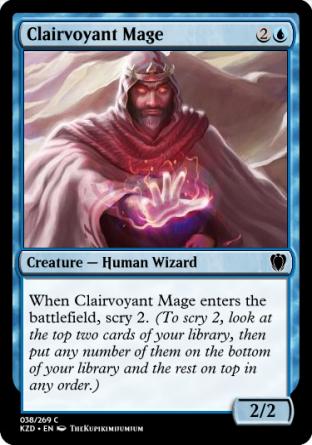 Clairvoyant Mage 2
Creature — Human Wizard
When Clairvoyant Mage enters the
battlefield, scry 2. (To scry 2, look at
the top two cards of your library, then
put any number of them on the bottom
of your library and the rest on top in
any order.)
2/2
038/269 C
KZD • EN TheKupikimijumjum